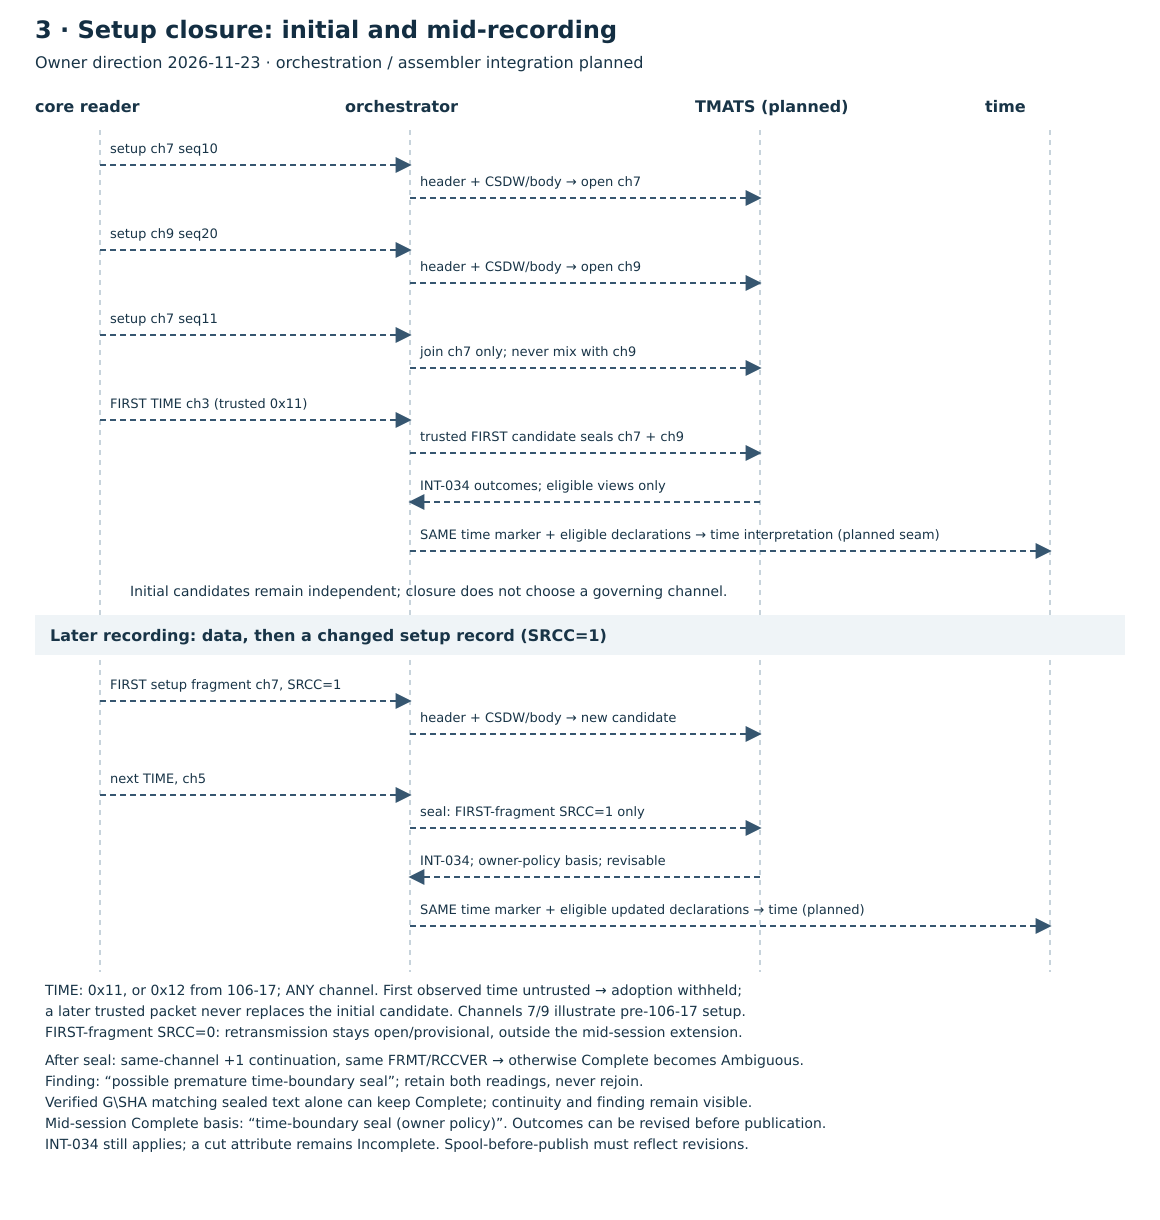 3 · Setup closure: initial and mid-recording
Owner direction 2026-11-23 · orchestration / assembler integration planned
core reader
orchestrator
TMATS (planned)
time
setup ch7 seq10
header + CSDW/body → open ch7
setup ch9 seq20
header + CSDW/body → open ch9
setup ch7 seq11
join ch7 only; never mix with ch9
FIRST TIME ch3 (trusted 0x11)
trusted FIRST candidate seals ch7 + ch9
INT-034 outcomes; eligible views only
SAME time marker + eligible declarations → time interpretation (planned seam)
Initial candidates remain independent; closure does not choose a governing channel.
Later recording: data, then a changed setup record (SRCC=1)
FIRST setup fragment ch7, SRCC=1
header + CSDW/body → new candidate
next TIME, ch5
seal: FIRST-fragment SRCC=1 only
INT-034; owner-policy basis; revisable
SAME time marker + eligible updated declarations → time (planned)
TIME: 0x11, or 0x12 from 106-17; ANY channel. First observed time untrusted → adoption withheld;
a later trusted packet never replaces the initial candidate. Channels 7/9 illustrate pre-106-17 setup.
FIRST-fragment SRCC=0: retransmission stays open/provisional, outside the mid-session extension.
After seal: same-channel +1 continuation, same FRMT/RCCVER → otherwise Complete becomes Ambiguous.
Finding: “possible premature time-boundary seal”; retain both readings, never rejoin.
Verified G\SHA matching sealed text alone can keep Complete; continuity and finding remain visible.
Mid-session Complete basis: “time-boundary seal (owner policy)”. Outcomes can be revised before publication.
INT-034 still applies; a cut attribute remains Incomplete. Spool-before-publish must reflect revisions.